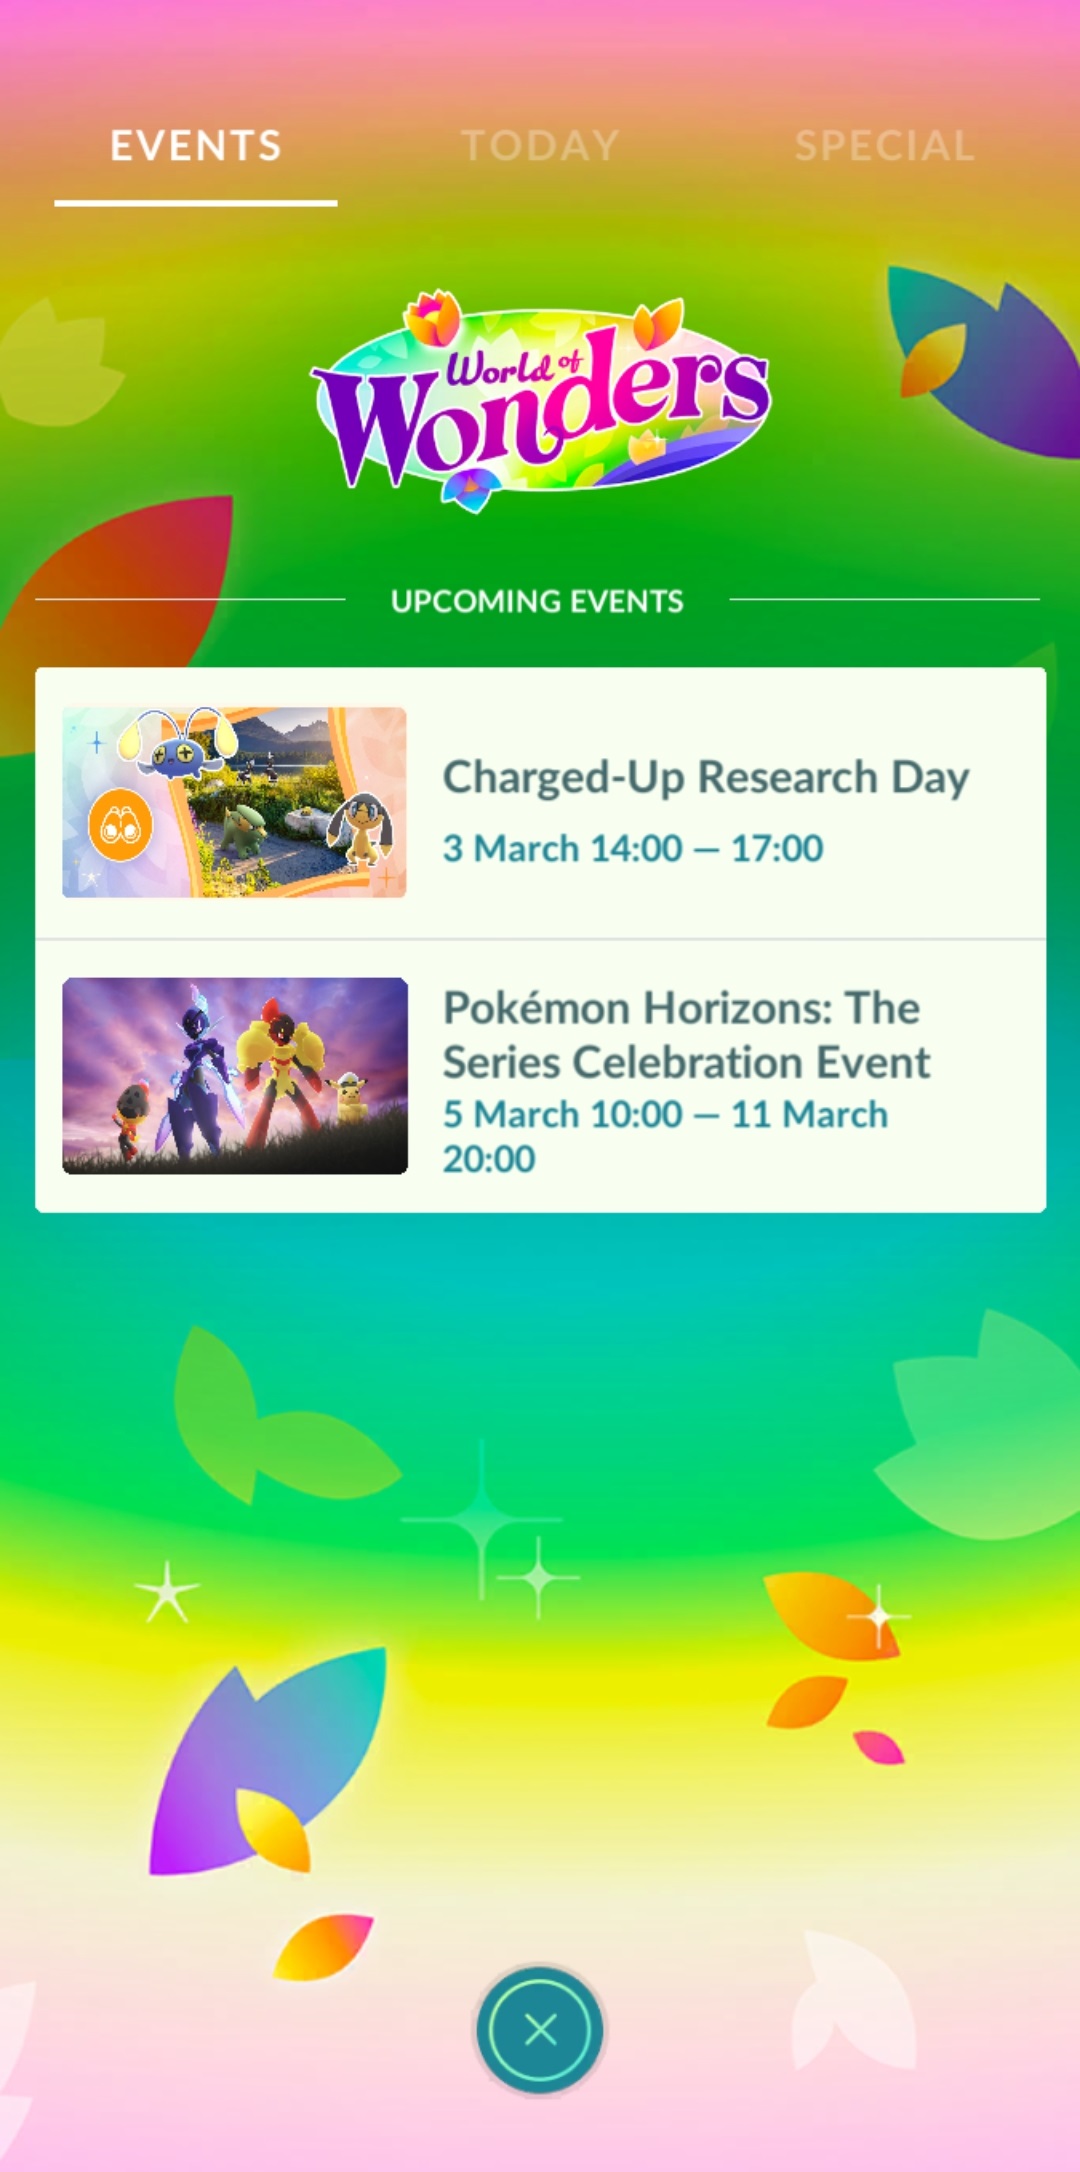 EVENTS TODAY SPECIAL
World of
Wonders
UPCOMING EVENTS
Charged-Up Research Day
3 March 14:00 — 17:00
Pokémon Horizons: The
Series Celebration Event
5 March 10:00 — 11 March
20:00